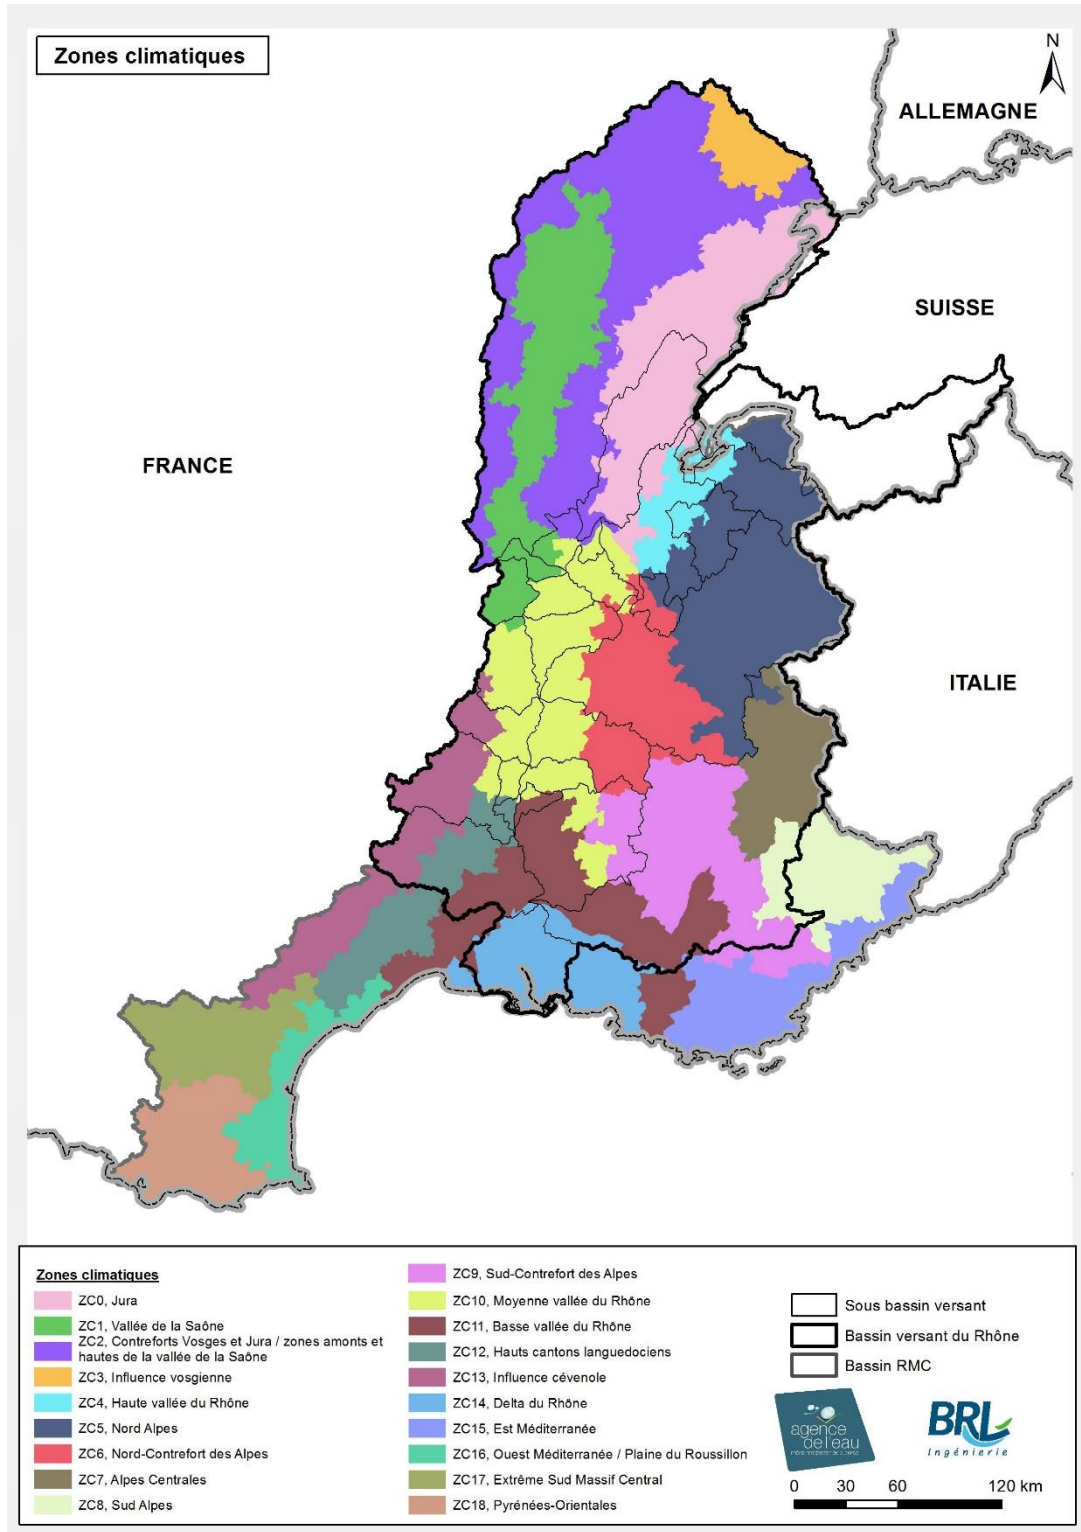 Zones climatiques
N
ALLEMAGNE
SUISSE
FRANCE
ITALIE
Zones climatiques
ZC0, Jura
ZC1, Vallée de la Saône
ZC2, Contreforts Vosges et Jura / zones amonts et
hautes de la vallée de la Saône
ZC3, Influence vosgienne
ZC4, Haute vallée du Rhône
ZC5, Nord Alpes
ZC6, Nord-Contrefort des Alpes
ZC7, Alpes Centrales
ZC8, Sud Alpes
ZC9, Sud-Contrefort des Alpes
ZC10, Moyenne vallée du Rhône
ZC11, Basse vallée du Rhône
ZC12, Hauts cantons languedociens
ZC13, Influence cévenole
ZC14, Delta du Rhône
ZC15, Est Méditerranée
ZC16, Ouest Méditerranée / Plaine du Roussillon
ZC17, Extrême Sud Massif Central
ZC18, Pyrénées-Orientales
Sous bassin versant
Bassin versant du Rhône
Bassin RMC
agence
de l'eau
BRL
Ingénierie
0 30 60 120 km